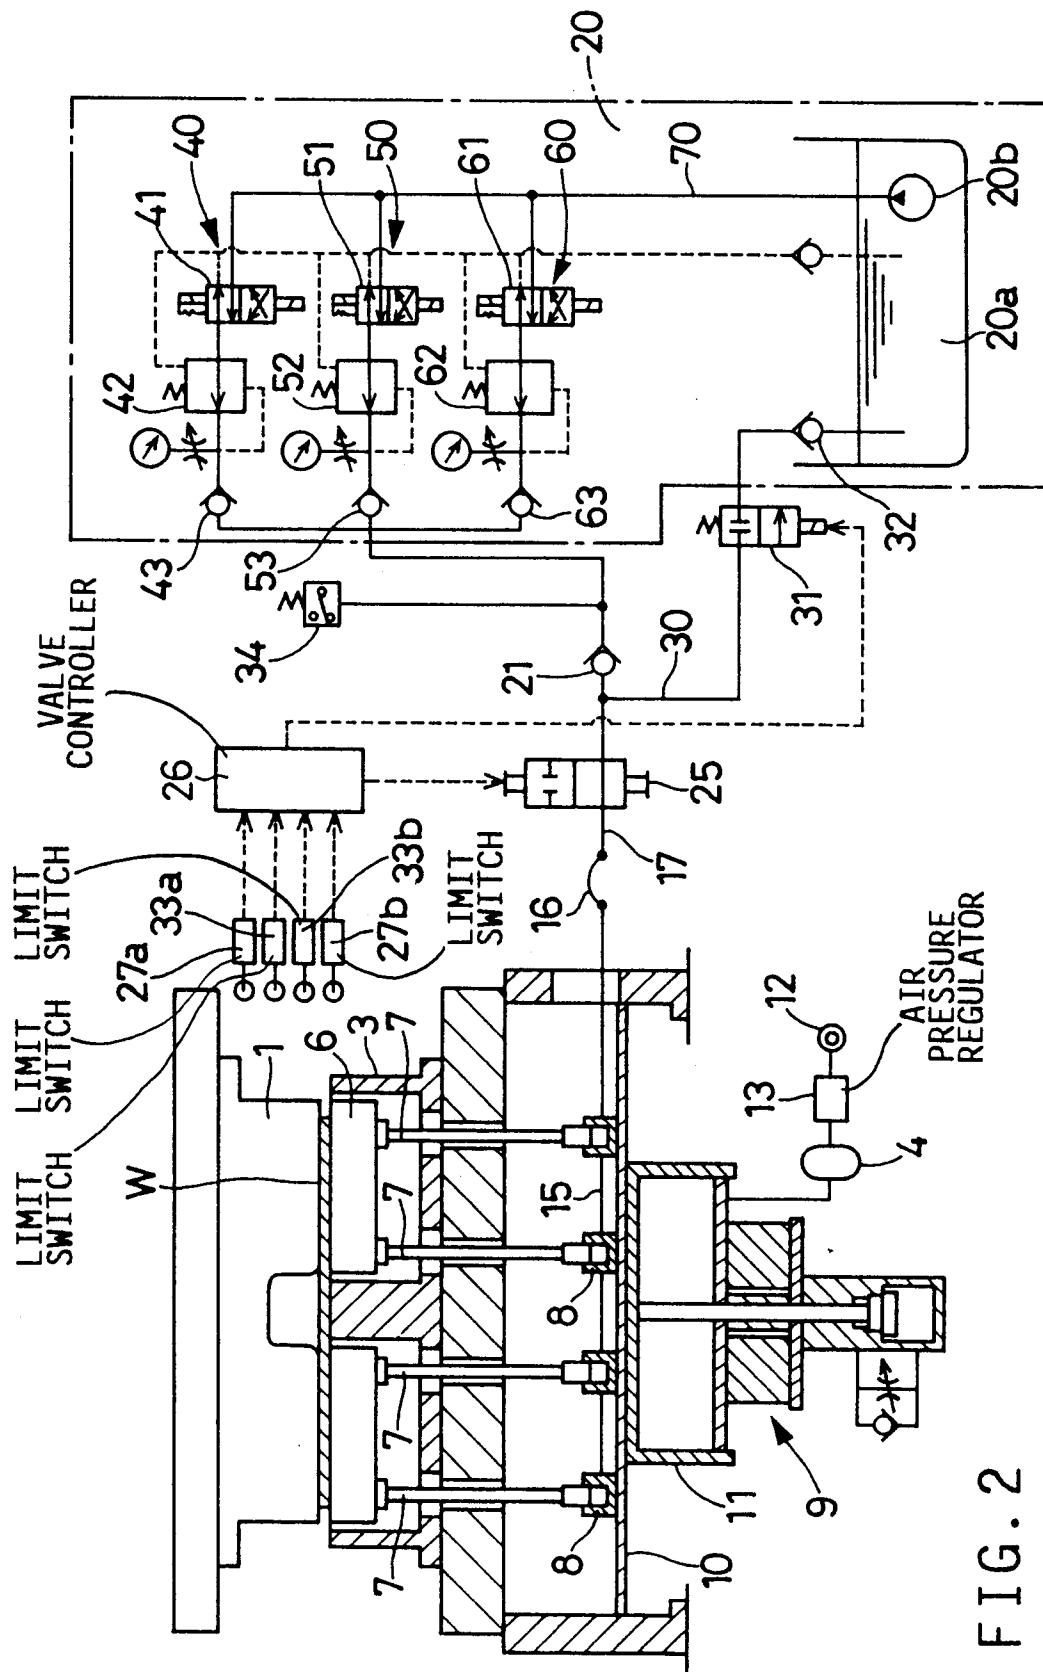 LIMIT
SWITCH
LIMIT
SWITCH
LIMIT
SWITCH
VALVE
CONTROLLER
W
27a
33a
33b
27b
LIMIT
SWITCH
26
1
6
3
7
7
7
7
8
8
15
16
17
25
10
11
9
4
13
12
AIR
PRESSURE
REGULATOR
34
21
30
31
32
43
53
63
42
52
62
41
51
61
40
50
60
20
70
20a
20b
FIG. 2